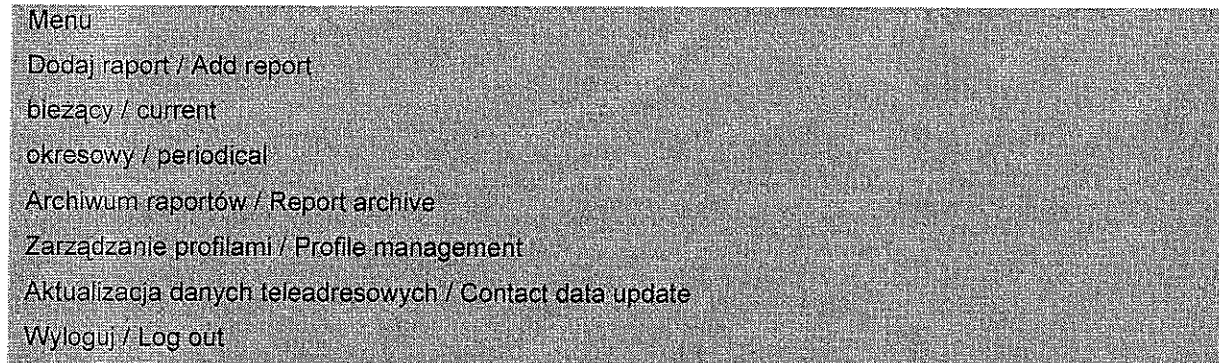 Menu
Dodaj raport / Add report
bieżący / current
okresowy / periodical
Archiwum raportów / Report archive
Zarządzanie profilami / Profile management
Aktualizacja danych teleadresowych / Contact data update
Wyloguj / Log out